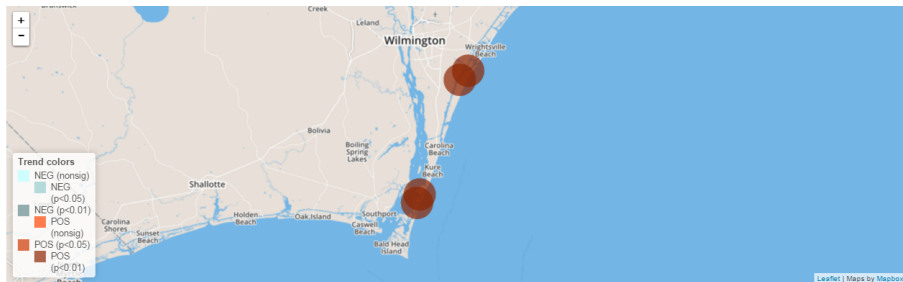 +
−
Creek
Leland
Wilmington
Wrightsville
Beach
Bolivia
Boiling
Spring
Lakes
Carolina
Beach
Kure
Beach
Trend colors
NEG (nonsig)
NEG
(p<0.05)
NEG (p<0.01)
POS
(nonsig)
POS (p<0.05)
POS
(p<0.01)
Shallotte
Carolina
Shores
Sunset
Beach
Holden
Beach
Oak Island
Southport
Caswell
Beach
Bald Head
Island
Beach
Leaflet | Maps by Mapbox